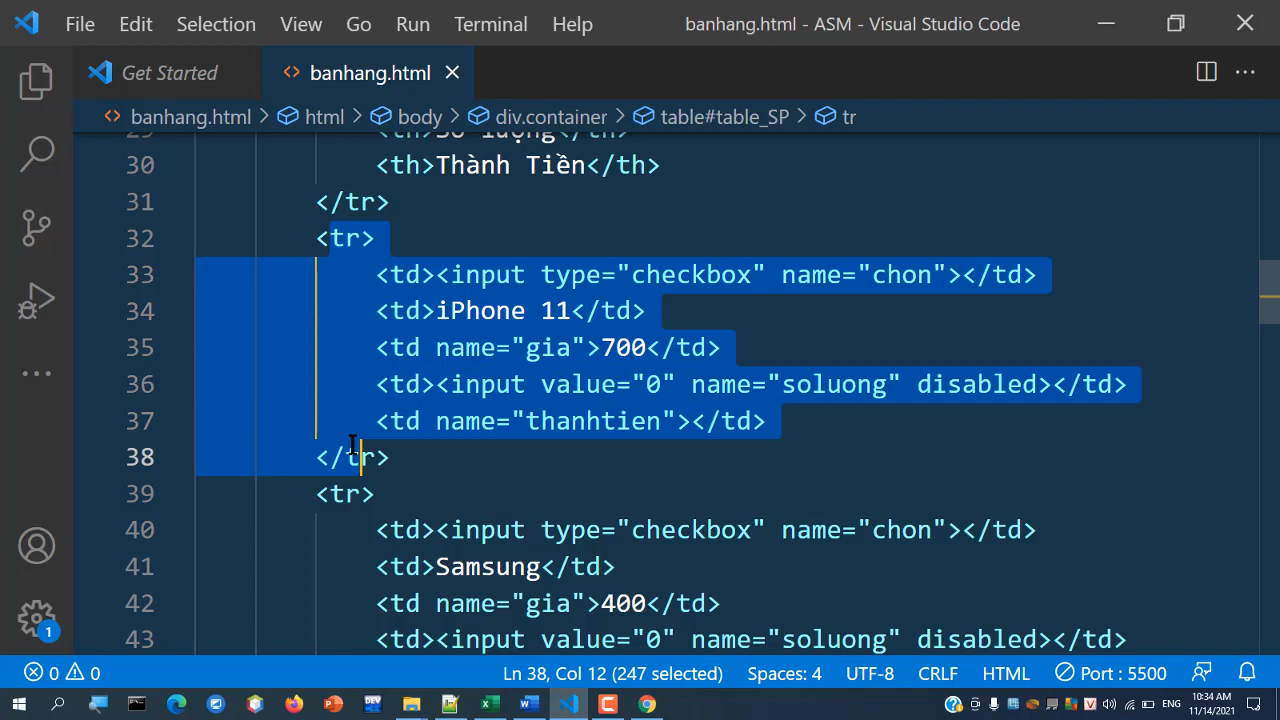 File Edit Selection View Go Run Terminal Help banhang.html - ASM - Visual Studio Code
Get Started banhang.html
banhang.html > html > body > div.container > table#table_SP > tr
29 <th>Số lượng</th>
30 <th>Thành Tiền</th>
31 </tr>
32 <tr>
33 <td><input type="checkbox" name="chon"></td>
34 <td>iPhone 11</td>
35 <td name="gia">700</td>
36 <td><input value="0" name="soluong" disabled></td>
37 <td name="thanhtien"></td>
38 </tr>
39 <tr>
40 <td><input type="checkbox" name="chon"></td>
41 <td>Samsung</td>
42 <td name="gia">400</td>
43 <td><input value="0" name="soluong" disabled></td>
1
0 0 Ln 38, Col 12 (247 selected) Spaces: 4 UTF-8 CRLF HTML Port : 5500
ENG 10:34 AM
11/14/2021